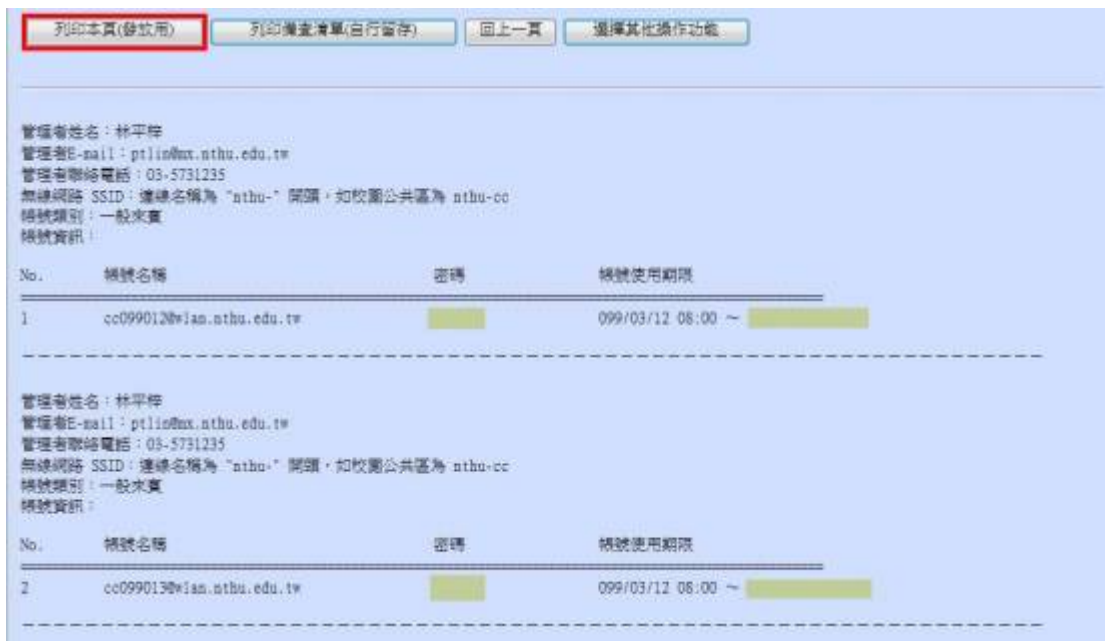 列印本頁(發放用) 列印備查清單(自行留存) 回上一頁 選擇其他操作功能
管理者姓名：林平梓
管理者E-mail：ptlin@mx.nthu.edu.tw
管理者聯絡電話：03-5731235
無線網路 SSID：連線名稱為 "nthu-" 開頭，如校園公共區為 nthu-cc
帳號類別：一般來賓
帳號資訊：
No. 帳號名稱 密碼 帳號使用期限
1 cc099012@wlan.nthu.edu.tw 099/03/12 08:00 ～
管理者姓名：林平梓
管理者E-mail：ptlin@mx.nthu.edu.tw
管理者聯絡電話：03-5731235
無線網路 SSID：連線名稱為 "nthu-" 開頭，如校園公共區為 nthu-cc
帳號類別：一般來賓
帳號資訊：
No. 帳號名稱 密碼 帳號使用期限
2 cc099013@wlan.nthu.edu.tw 099/03/12 08:00 ～